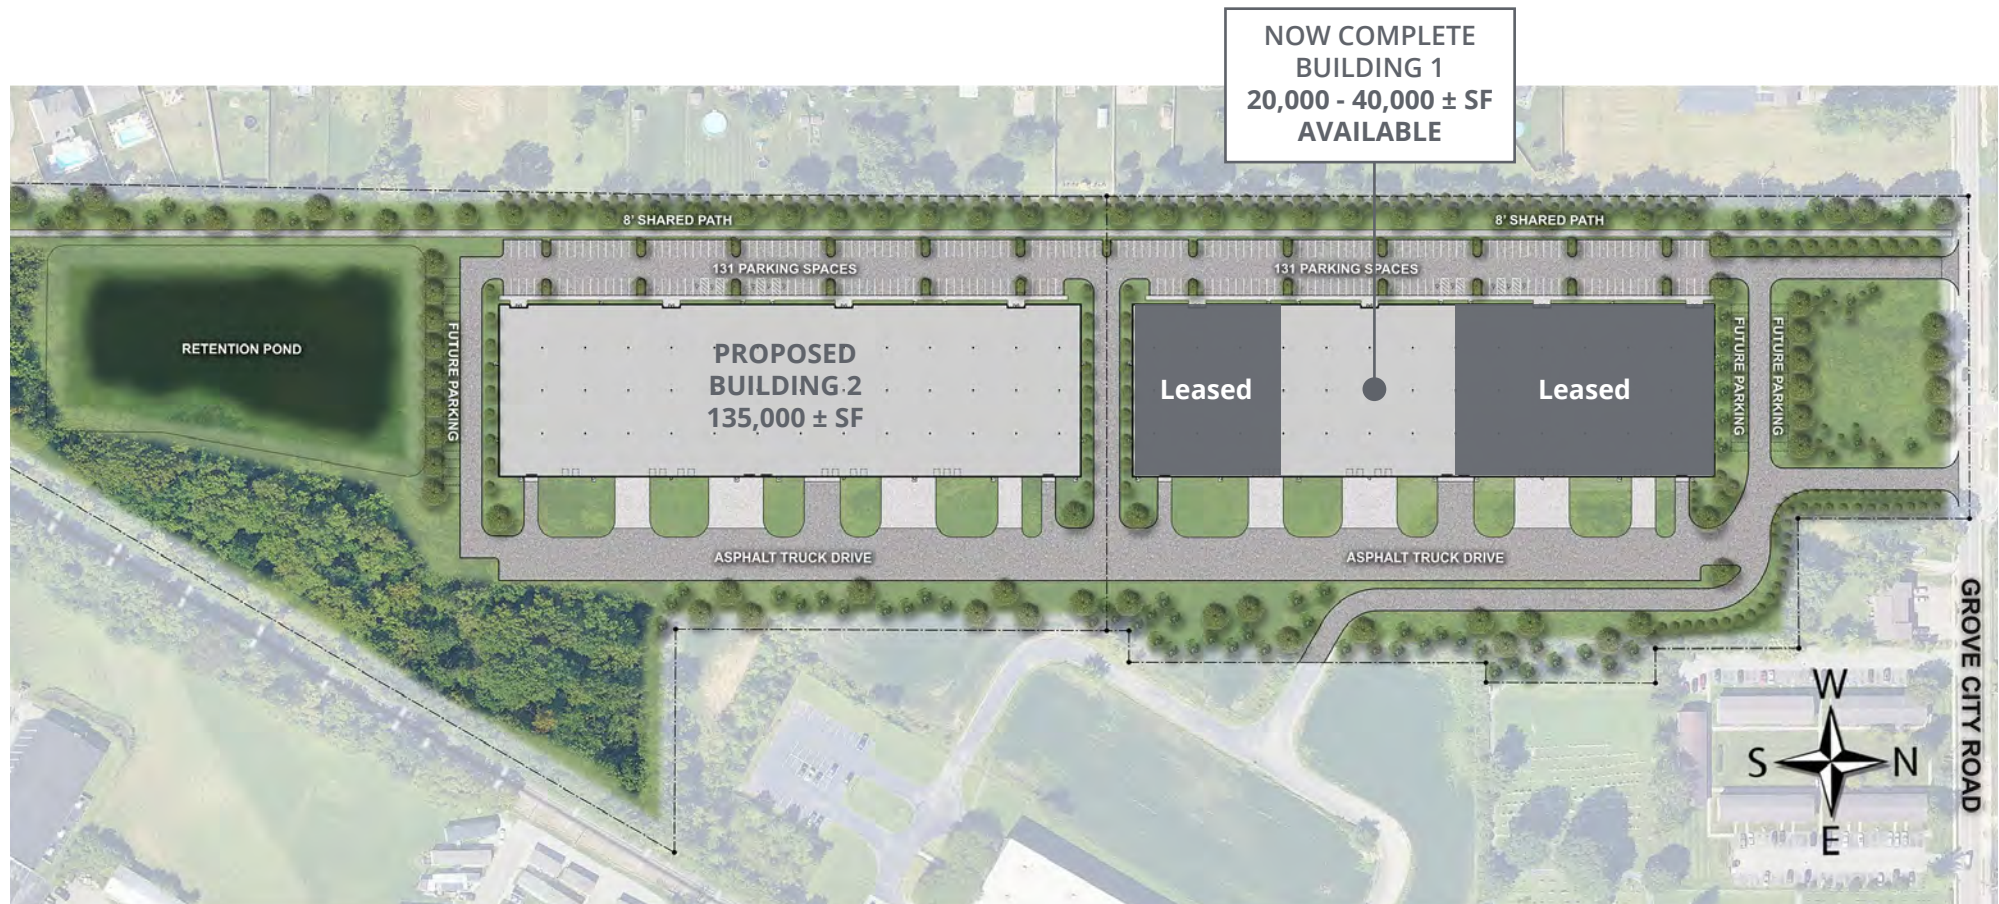 NOW COMPLETE
BUILDING 1
20,000 - 40,000 ± SF
AVAILABLE
8' SHARED PATH
8' SHARED PATH
131 PARKING SPACES
131 PARKING SPACES
RETENTION POND
FUTURE PARKING
PROPOSED
BUILDING 2
135,000 ± SF
Leased
Leased
FUTURE PARKING
FUTURE PARKING
ASPHALT TRUCK DRIVE
ASPHALT TRUCK DRIVE
GROVE CITY ROAD
W
S
N
E